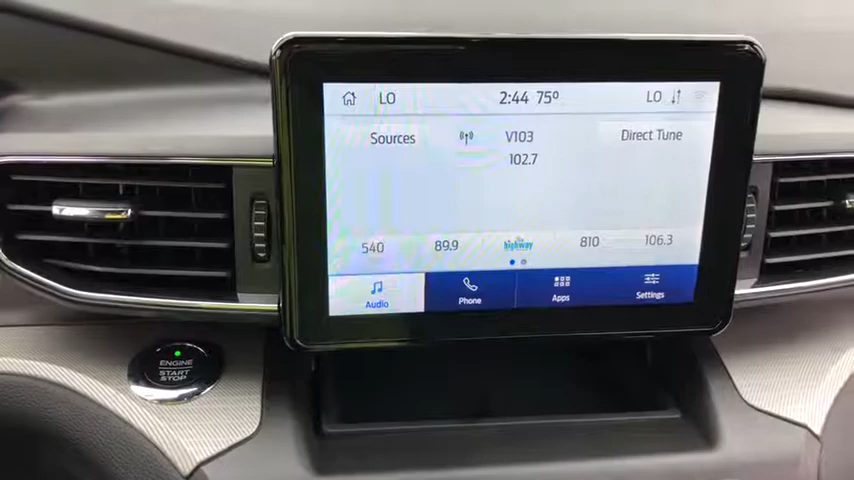 LO 2:44 75° LO
Sources V103 Direct Tune
102.7
540 89.9 the highway 810 106.3
Audio Phone Apps Settings
ENGINE
START
STOP